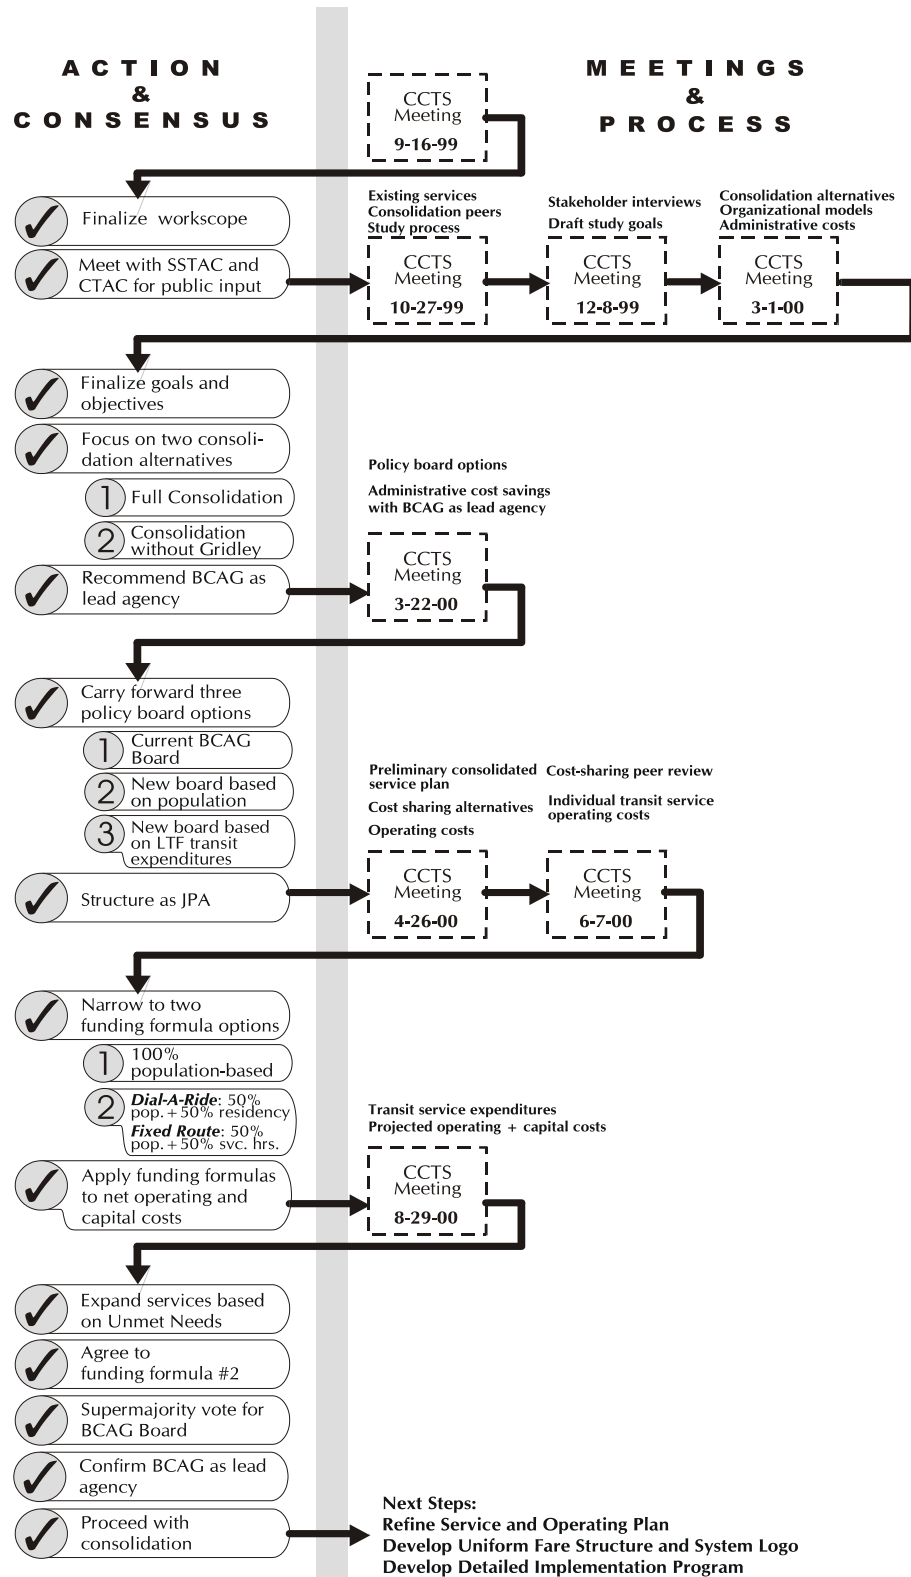 ACTION
&
CONSENSUS
MEETINGS
&
PROCESS
CCTS
Meeting
9-16-99
Finalize workscope
Meet with SSTAC and
CTAC for public input
Existing services
Consolidation peers
Study process
CCTS
Meeting
10-27-99
Stakeholder interviews
Draft study goals
CCTS
Meeting
12-8-99
Consolidation alternatives
Organizational models
Administrative costs
CCTS
Meeting
3-1-00
Finalize goals and
objectives
Focus on two consoli-
dation alternatives
1 Full Consolidation
2 Consolidation
without Gridley
Recommend BCAG as
lead agency
Policy board options
Administrative cost savings
with BCAG as lead agency
CCTS
Meeting
3-22-00
Carry forward three
policy board options
1 Current BCAG
Board
2 New board based
on population
3 New board based
on LTF transit
expenditures
Structure as JPA
Preliminary consolidated
service plan
Cost sharing alternatives
Operating costs
CCTS
Meeting
4-26-00
Cost-sharing peer review
Individual transit service
operating costs
CCTS
Meeting
6-7-00
Narrow to two
funding formula options
1 100%
population-based
2 Dial-A-Ride: 50%
pop. + 50% residency
Fixed Route: 50%
pop. + 50% svc. hrs.
Apply funding formulas
to net operating and
capital costs
Transit service expenditures
Projected operating + capital costs
CCTS
Meeting
8-29-00
Expand services based
on Unmet Needs
Agree to
funding formula #2
Supermajority vote for
BCAG Board
Confirm BCAG as lead
agency
Proceed with
consolidation
Next Steps:
Refine Service and Operating Plan
Develop Uniform Fare Structure and System Logo
Develop Detailed Implementation Program